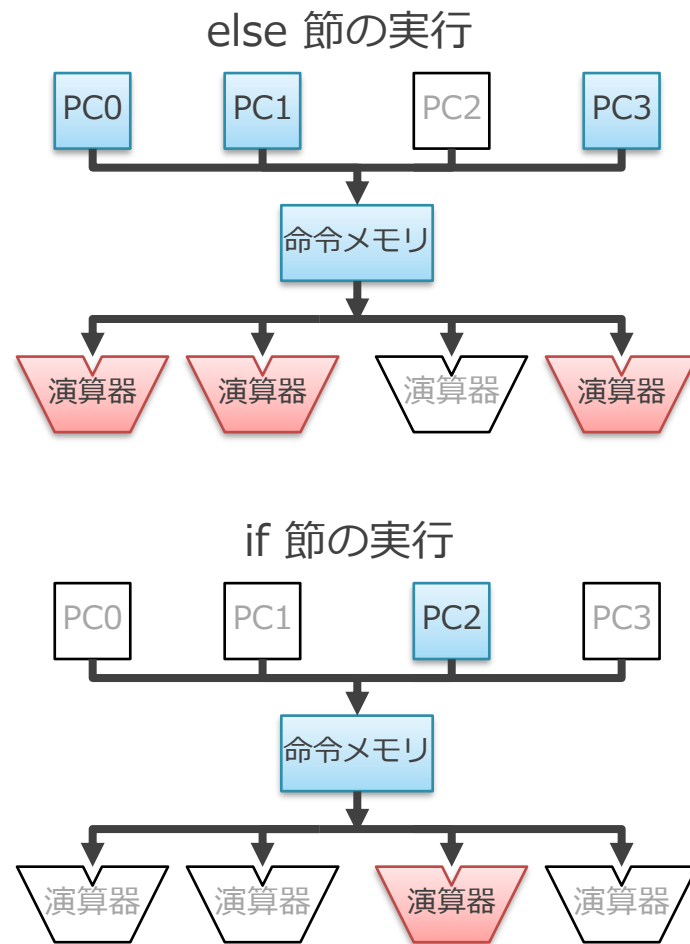 else 節の実行
PC0 PC1 PC2 PC3
命令メモリ
演算器 演算器 演算器 演算器
if 節の実行
PC0 PC1 PC2 PC3
命令メモリ
演算器 演算器 演算器 演算器